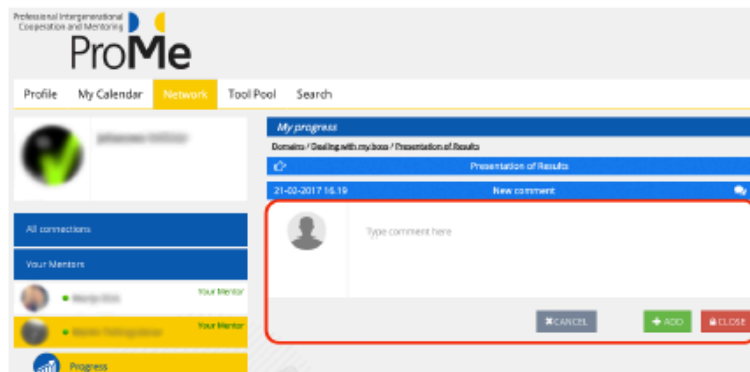 Professional Intergenerational
Cooperation and Mentoring
ProMe
Profile My Calendar Network Tool Pool Search
My progress
Domains / Dealing with my boss / Presentation of Results
Presentation of Results
21-02-2017 16.19 New comment
Type comment here
All connections
Your Mentors
Your Mentor
Your Mentor
CANCEL ADD CLOSE
Progress